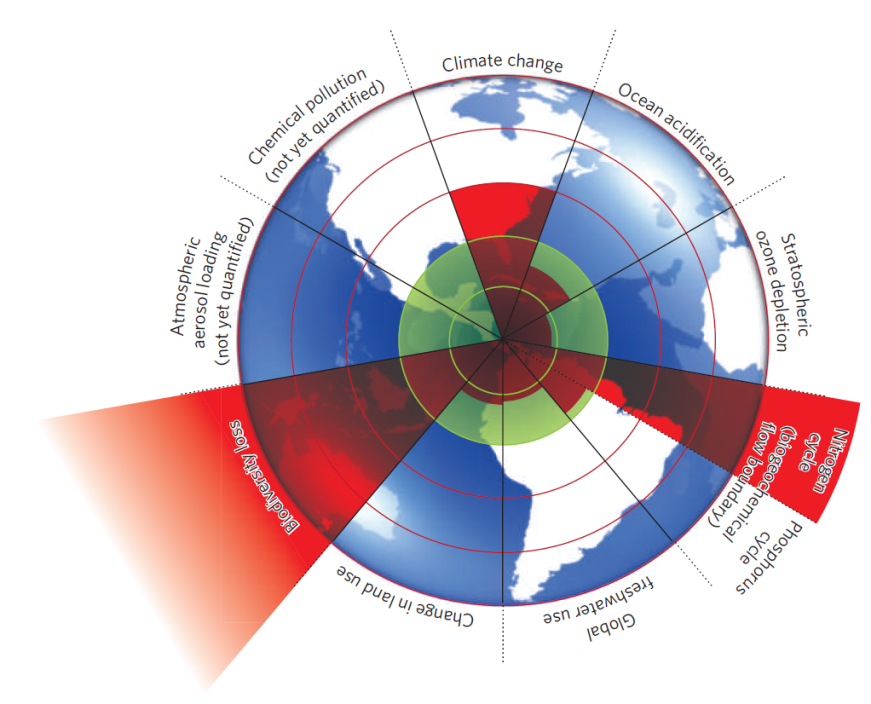 Climate change
Ocean acidification
Stratospheric
ozone depletion
Nitrogen
cycle
(biogeochemical
flow boundary)
Phosphorus
cycle
Global
freshwater use
Change in land use
Biodiversity loss
Atmospheric
aerosol loading
(not yet quantified)
Chemical pollution
(not yet quantified)